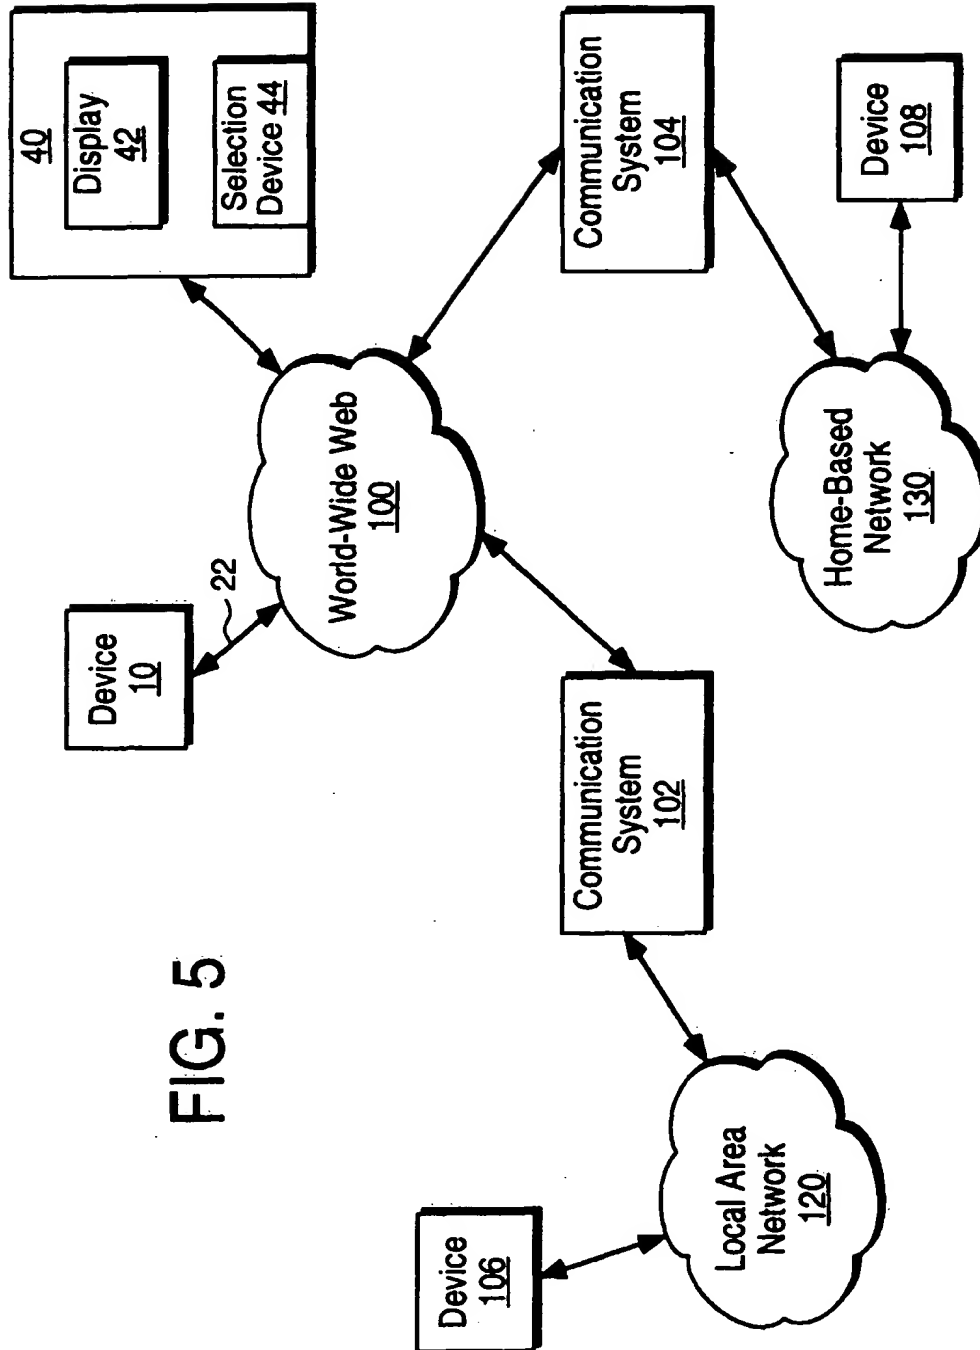 Device
106
Local Area
Network
120
FIG. 5
Communication
System
102
Device
10
22
World-Wide Web
100
Home-Based
Network
130
Communication
System
104
Device
108
40
Display
42
Selection
Device 44